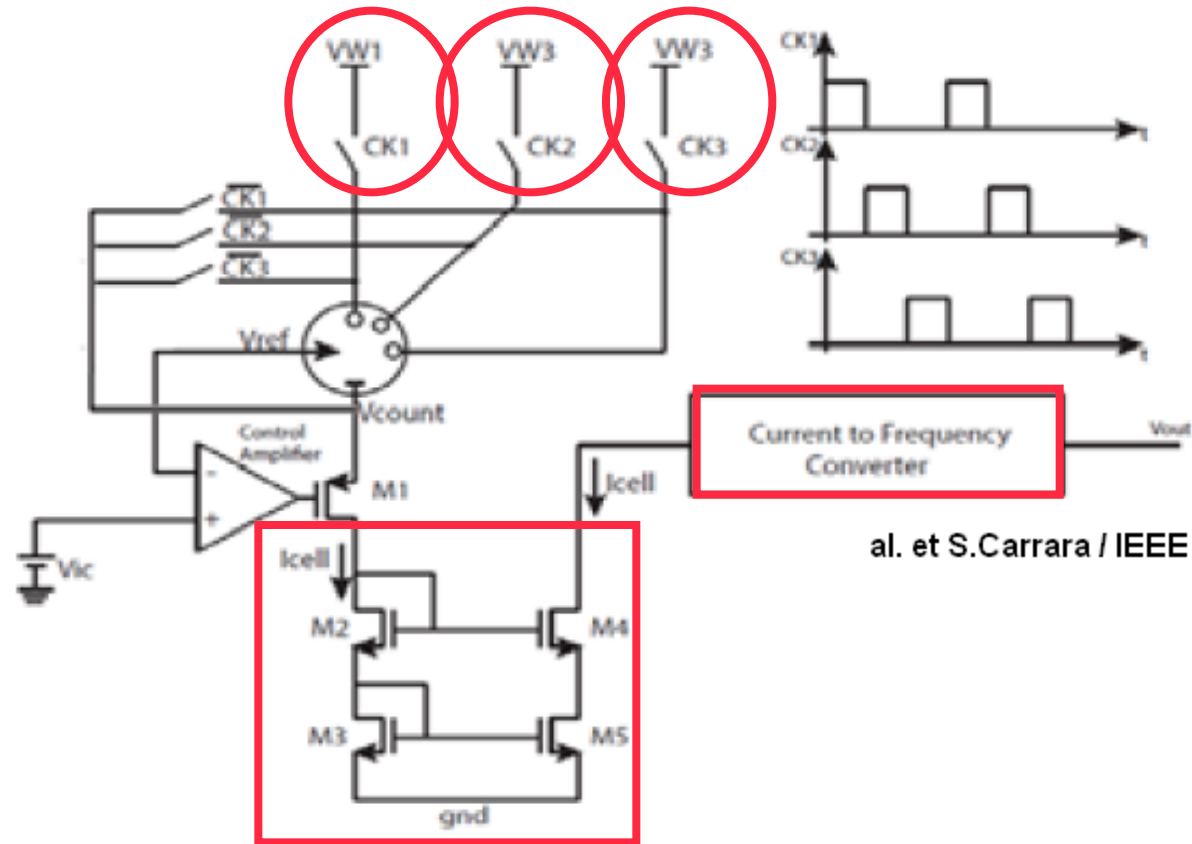 VW1
VW3
VW3
CK1
CK2
CK3
CK1
t
CK2
t
CK3
t
CK1
CK2
CK3
Vref
Vcount
Control
Amplifier
-
+
M1
Vic
Icell
Icell
Current to Frequency
Converter
Vout
al. et S.Carrara / IEEE
M2
M4
M3
M5
gnd